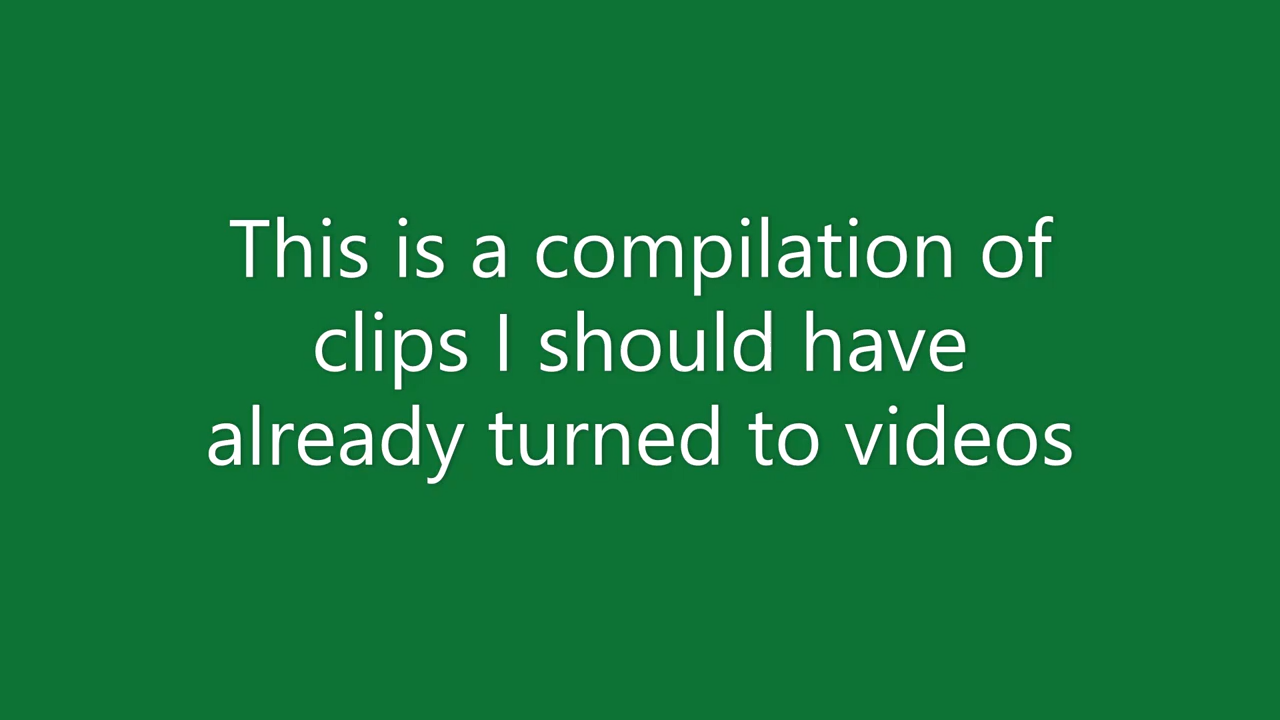 This is a compilation of
clips I should have
already turned to videos